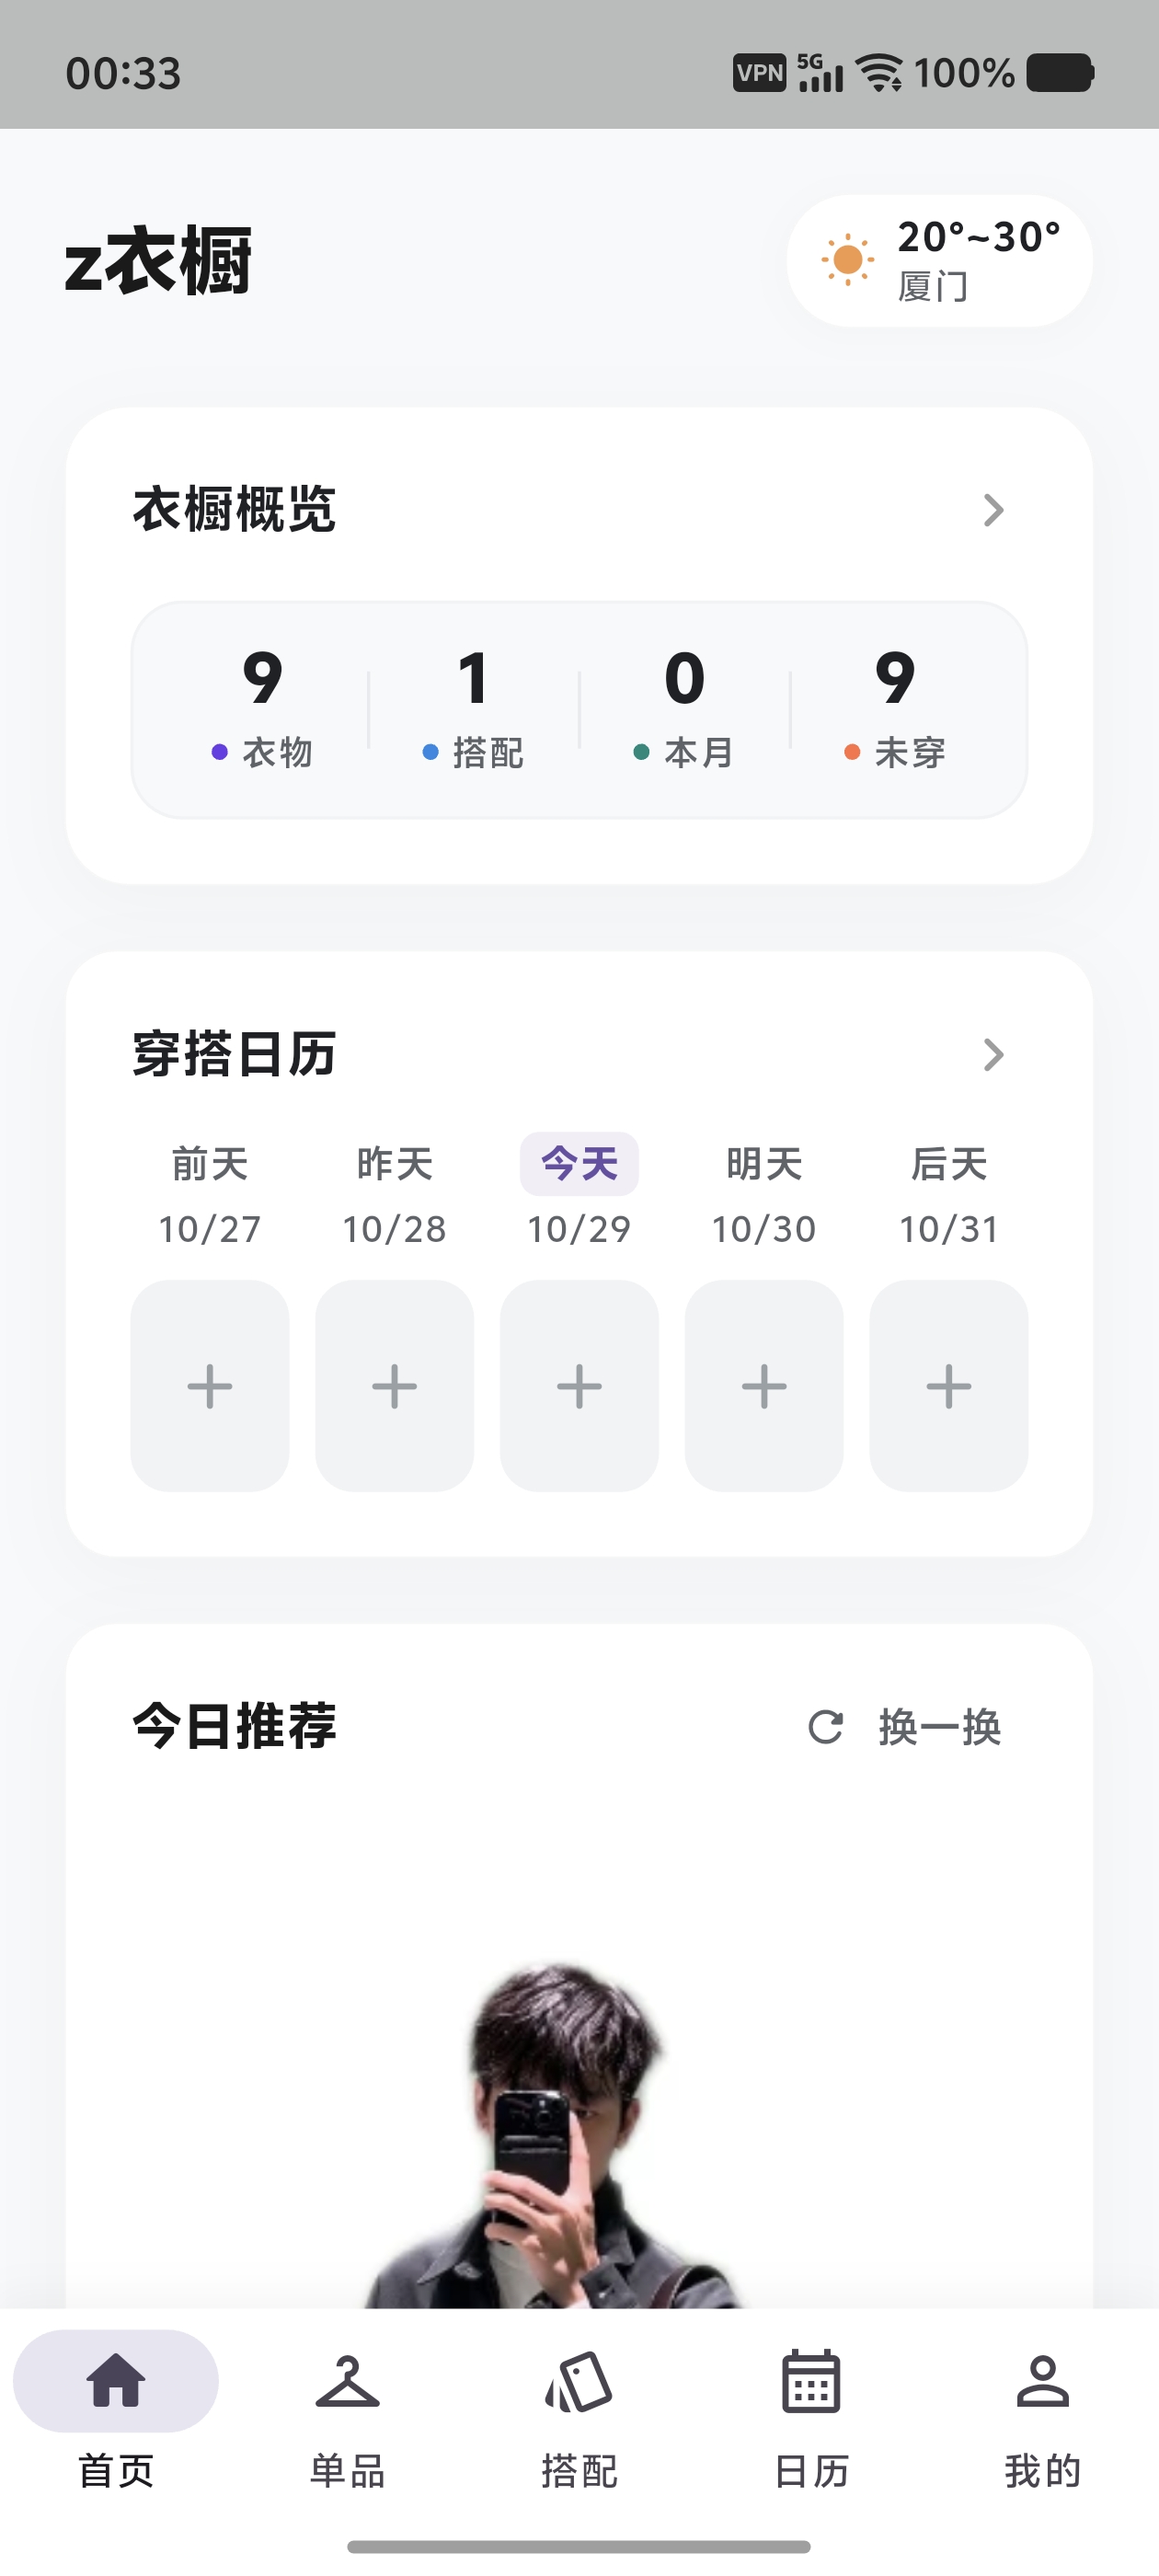 00:33 VPN 5G 100%
z衣橱
20°~30°
厦门
衣橱概览
9 1 0 9
衣物 搭配 本月 未穿
穿搭日历
前天 昨天 今天 明天 后天
10/27 10/28 10/29 10/30 10/31
今日推荐 换一换
首页 单品 搭配 日历 我的